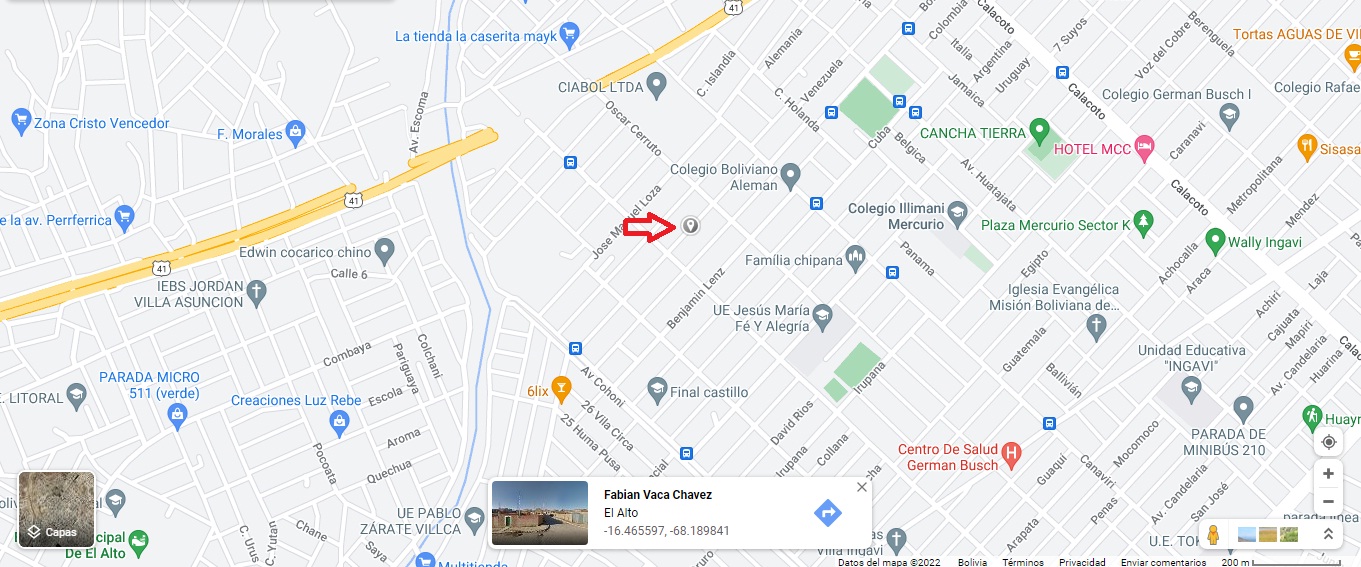 41
La tienda la caserita mayk
CIABOL LTDA
C. Islandia
Alemania
Venezuela
C. Holanda
Colombia
Italia
Argentina
Jamaica
Uruguay
7 Suyos
Calacoto
Voz del Cobre
Berenguela
Tortas AGUAS DE VI
Colegio Rafae
Colegio German Busch I
Calacoto
Zona Cristo Vencedor
F. Morales
Av. Escoma
Oscar Cerruto
Colegio Boliviano
Aleman
Cuba
Belgica
CANCHA TIERRA
HOTEL MCC
Caranavi
Sisasa
Av. Huatajata
Metropolitana
Mendez
41
e la av. Perrferrica
Jose Manuel Loza
Colegio Illimani
Mercurio
Plaza Mercurio Sector K
Calacoto
Wally Ingavi
Edwin cocarico chino
41
Calle 6
IEBS JORDAN
VILLA ASUNCION
Família chipana
Panama
Egipto
Achocalla
Araca
Laja
Iglesia Evangélica
Misión Boliviana de...
Benjamin Lenz
UE Jesús María
Fé Y Alegría
Achiri
Cajuata
Mapiri
Calaco
Guatemala
Combaya
Pariguaya
Colchani
Av Cohoni
Unidad Educativa
"INGAVI"
Av. Candelaria
Huarina
Ballivián
Irupana
PARADA MICRO
511 (verde)
Creaciones Luz Rebe
Escola
E. LITORAL
6lix
Final castillo
26 Vila Circa
25 Huma Pusa
David Rios
Collana
Irupana
Aroma
Pocoata
Quechua
Centro De Salud
German Busch
Mocomoco
PARADA DE
MINIBÚS 210
Huayn
Guaqui
Canaviri
San José
Capas
Chane
Saya
C. Urus
C. Yutau
De El Alto
UE PABLO
ZÁRATE VILLCA
Multitienda
Fabian Vaca Chavez
El Alto
-16.465597, -68.189841
Villa Ingavi
Arapata
U.E. TOK
Datos del mapa ©2022
Bolivia
Términos
Privacidad
Enviar comentarios
200 m